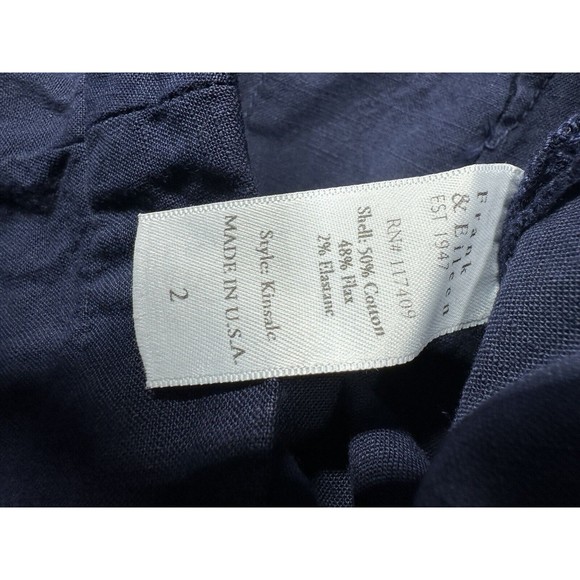 Frank
& Eileen
EST 1947
RN# 117409
Shell: 50% Cotton
48% Flax
2% Elastane
Style: Kinsale
MADE IN U.S.A.
2